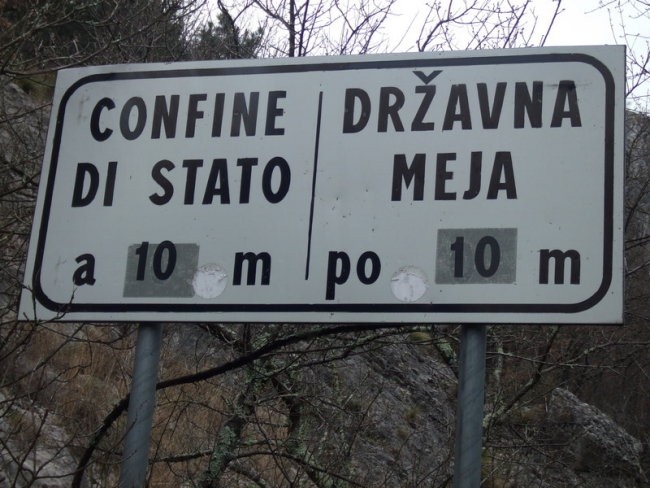 CONFINE
DI STATO
a 10 m
DRŽAVNA
MEJA
po 10 m